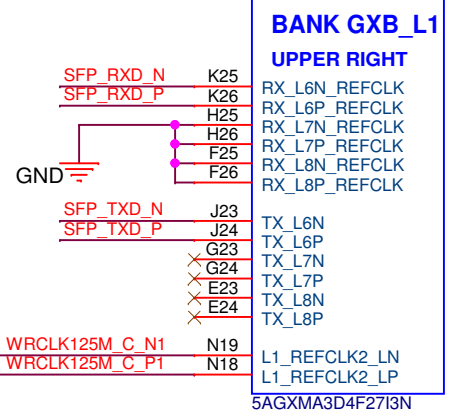 BANK GXB_L1
UPPER RIGHT
SFP_RXD_N K25 RX_L6N_REFCLK
SFP_RXD_P K26 RX_L6P_REFCLK
H25 RX_L7N_REFCLK
H26 RX_L7P_REFCLK
F25 RX_L8N_REFCLK
GND F26 RX_L8P_REFCLK
SFP_TXD_N J23 TX_L6N
SFP_TXD_P J24 TX_L6P
G23 TX_L7N
G24 TX_L7P
E23 TX_L8N
E24 TX_L8P
WRCLK125M_C_N1 N19 L1_REFCLK2_LN
WRCLK125M_C_P1 N18 L1_REFCLK2_LP
5AGXMA3D4F27I3N